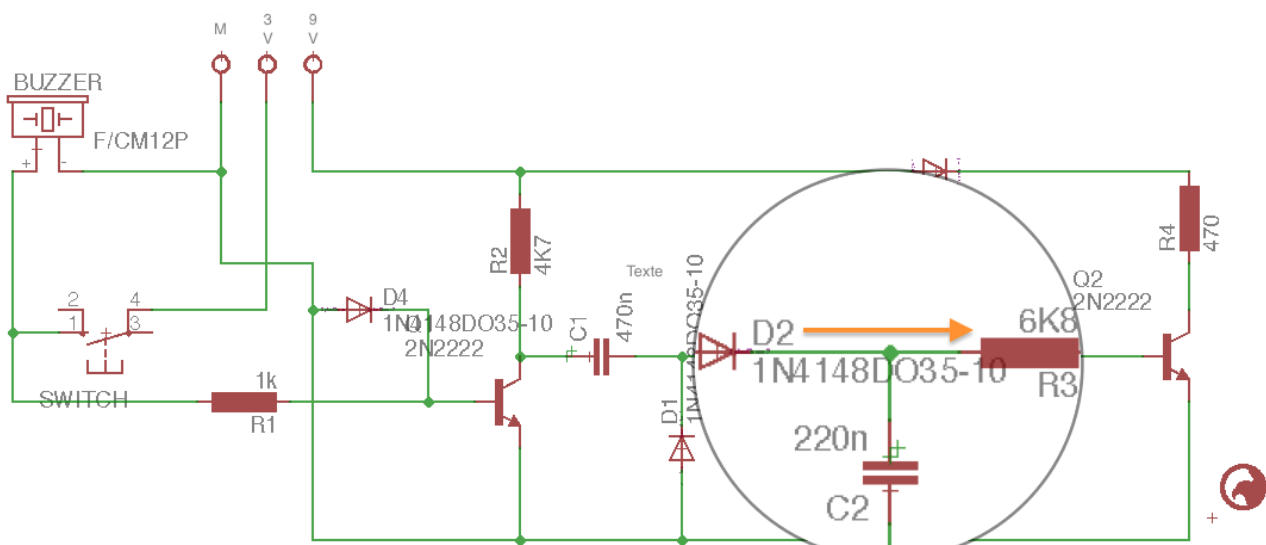 M
3
V
9
V
BUZZER
F/CM12P
+
-
2
4
1
3
SWITCH
1k
R1
D4
1N4148DO35-10
Q1
2N2222
R2
4K7
Texte
C1
470n
D1
1N4148DO35-10
D2
1N4148DO35-10
220n
C2
6K8
R3
Q2
2N2222
R4
470